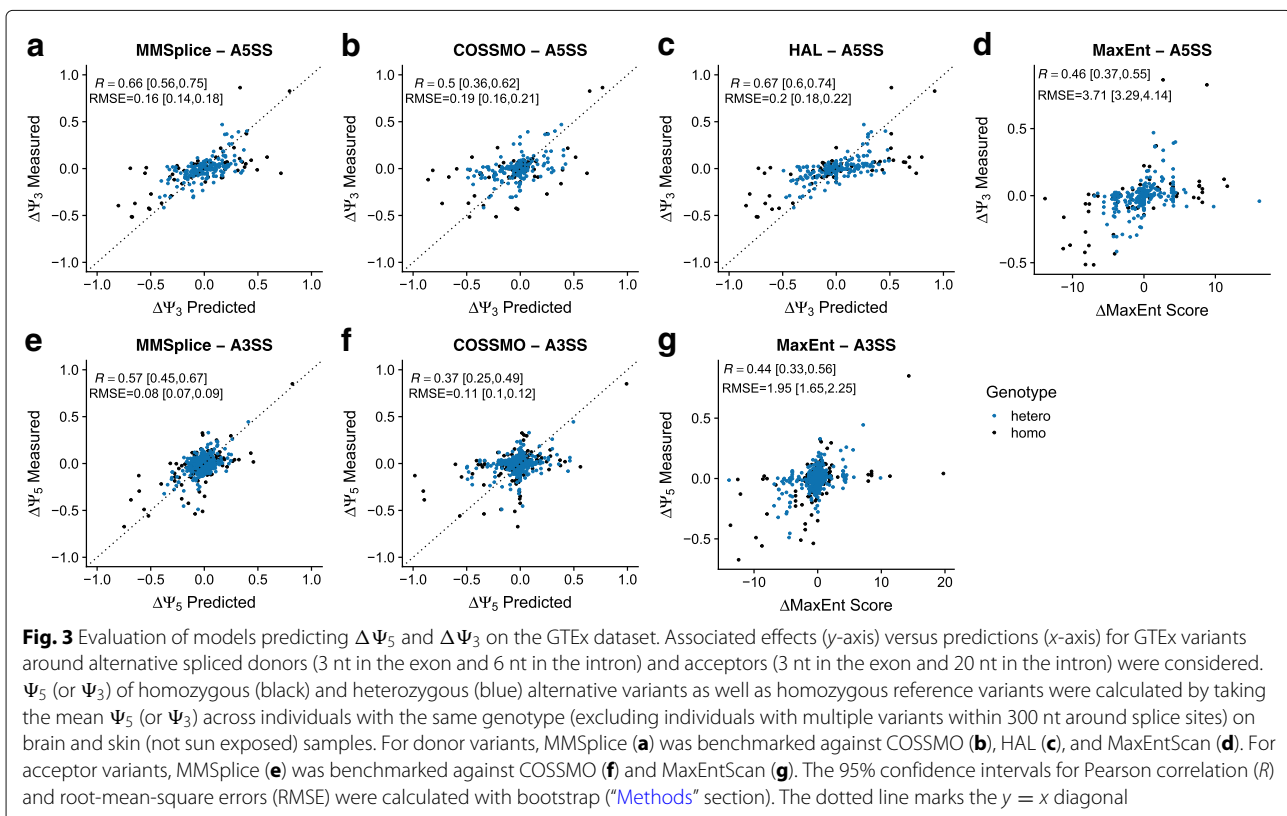 a MMSplice – A5SS
R = 0.66 [0.56,0.75]
RMSE=0.16 [0.14,0.18]
1.0
0.5
0.0
−0.5
−1.0
ΔΨ3 Measured
−1.0 −0.5 0.0 0.5 1.0
ΔΨ3 Predicted
b COSSMO – A5SS
R = 0.5 [0.36,0.62]
RMSE=0.19 [0.16,0.21]
1.0
0.5
0.0
−0.5
−1.0
ΔΨ3 Measured
−1.0 −0.5 0.0 0.5 1.0
ΔΨ3 Predicted
c HAL – A5SS
R = 0.67 [0.6,0.74]
RMSE=0.2 [0.18,0.22]
1.0
0.5
0.0
−0.5
−1.0
ΔΨ3 Measured
−1.0 −0.5 0.0 0.5 1.0
ΔΨ3 Predicted
d MaxEnt – A5SS
R = 0.46 [0.37,0.55]
RMSE=3.71 [3.29,4.14]
0.5
0.0
−0.5
ΔΨ3 Measured
−10 0 10
ΔMaxEnt Score
e MMSplice – A3SS
R = 0.57 [0.45,0.67]
RMSE=0.08 [0.07,0.09]
1.0
0.5
0.0
−0.5
−1.0
ΔΨ5 Measured
−1.0 −0.5 0.0 0.5 1.0
ΔΨ5 Predicted
f COSSMO – A3SS
R = 0.37 [0.25,0.49]
RMSE=0.11 [0.1,0.12]
1.0
0.5
0.0
−0.5
−1.0
ΔΨ5 Measured
−1.0 −0.5 0.0 0.5 1.0
ΔΨ5 Predicted
g MaxEnt – A3SS
R = 0.44 [0.33,0.56]
RMSE=1.95 [1.65,2.25]
0.5
0.0
−0.5
ΔΨ5 Measured
−10 0 10 20
ΔMaxEnt Score
Genotype
hetero
homo
Fig. 3 Evaluation of models predicting ΔΨ5 and ΔΨ3 on the GTEx dataset. Associated effects (y-axis) versus predictions (x-axis) for GTEx variants
around alternative spliced donors (3 nt in the exon and 6 nt in the intron) and acceptors (3 nt in the exon and 20 nt in the intron) were considered.
Ψ5 (or Ψ3) of homozygous (black) and heterozygous (blue) alternative variants as well as homozygous reference variants were calculated by taking
the mean Ψ5 (or Ψ3) across individuals with the same genotype (excluding individuals with multiple variants within 300 nt around splice sites) on
brain and skin (not sun exposed) samples. For donor variants, MMSplice (a) was benchmarked against COSSMO (b), HAL (c), and MaxEntScan (d). For
acceptor variants, MMSplice (e) was benchmarked against COSSMO (f) and MaxEntScan (g). The 95% confidence intervals for Pearson correlation (R)
and root-mean-square errors (RMSE) were calculated with bootstrap (“Methods” section). The dotted line marks the y = x diagonal